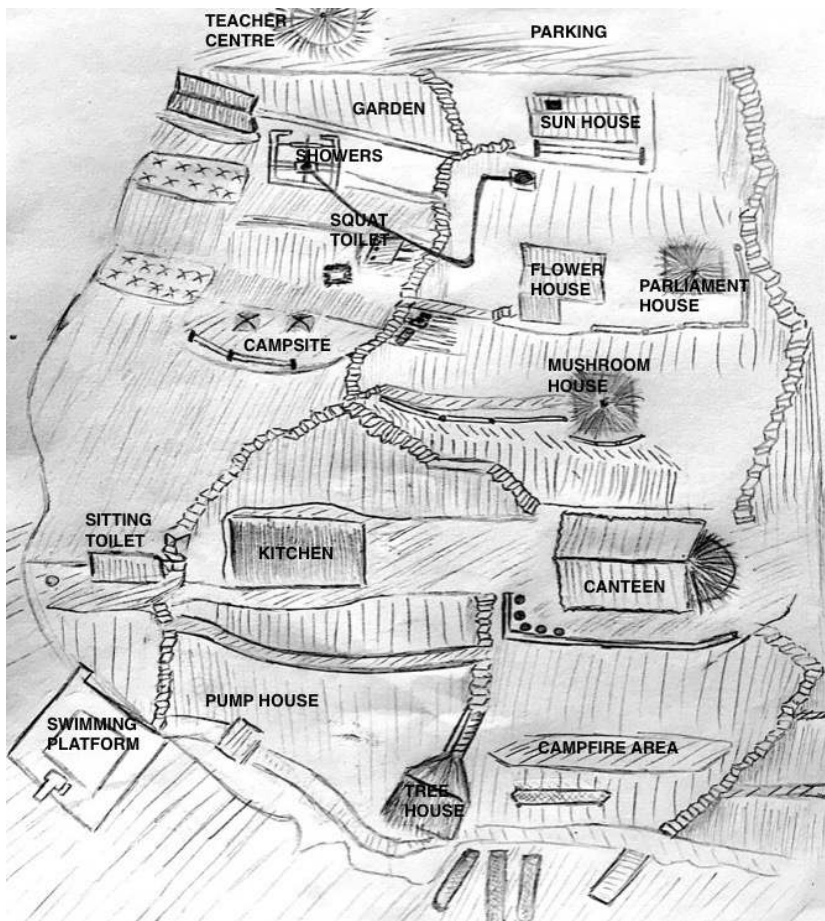 TEACHER
CENTRE
PARKING
GARDEN
SUN HOUSE
SHOWERS
SQUAT
TOILET
FLOWER
HOUSE
PARLIAMENT
HOUSE
CAMPSITE
MUSHROOM
HOUSE
SITTING
TOILET
KITCHEN
CANTEEN
PUMP HOUSE
SWIMMING
PLATFORM
CAMPFIRE AREA
TREE
HOUSE